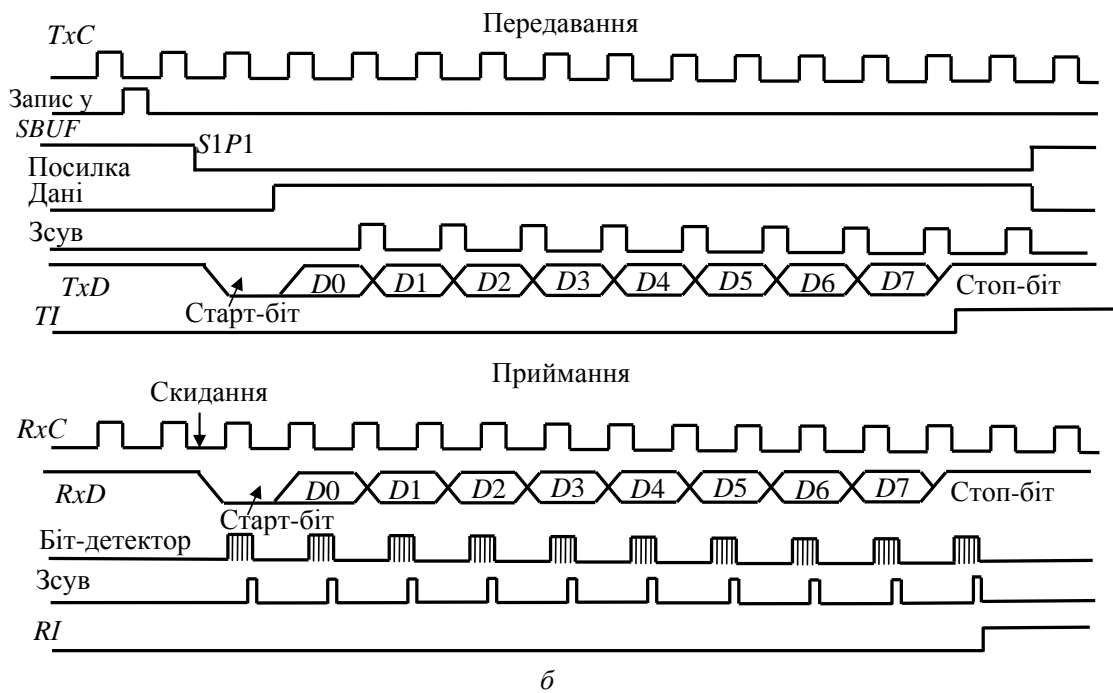 Передавання
TxC
Запис у
SBUF
S1P1
Посилка
Дані
Зсув
D0 D1 D2 D3 D4 D5 D6 D7
TxD
Стоп-біт
Старт-біт
TI
Приймання
Скидання
RxC
D0 D1 D2 D3 D4 D5 D6 D7
RxD
Стоп-біт
Старт-біт
Біт-детектор
Зсув
RI
б